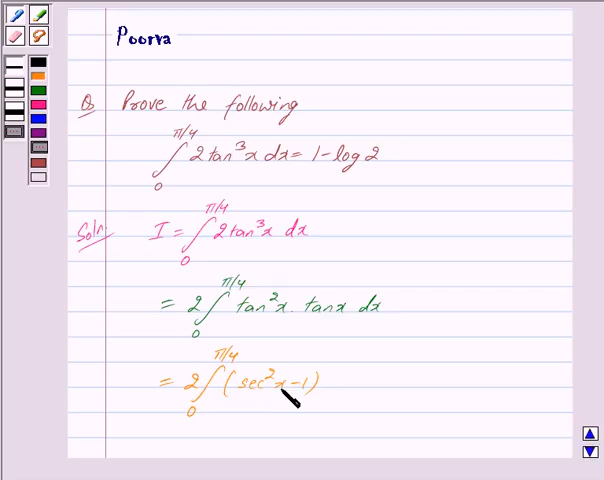 Poorva
Q Prove the following
∫₀^(π/4) 2 tan³x dx = 1 − log 2
Soln: I = ∫₀^(π/4) 2 tan³x dx
= 2 ∫₀^(π/4) tan²x . tanx dx
= 2 ∫₀^(π/4) (sec²x − 1)